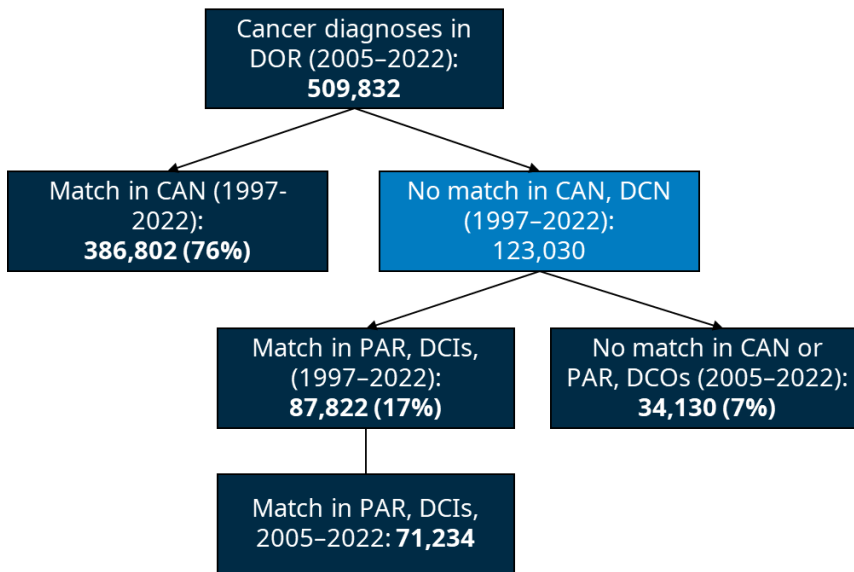 Cancer diagnoses in
DOR (2005–2022):
509,832
Match in CAN (1997-
2022):
386,802 (76%)
No match in CAN, DCN
(1997–2022):
123,030
Match in PAR, DCIs,
(1997–2022):
87,822 (17%)
No match in CAN or
PAR, DCOs (2005–2022):
34,130 (7%)
Match in PAR, DCIs,
2005–2022: 71,234